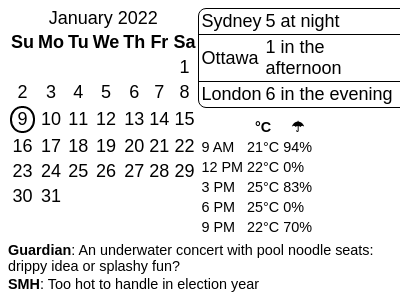 January 2022
Su Mo Tu We Th Fr Sa
1
2 3 4 5 6 7 8
9 10 11 12 13 14 15
16 17 18 19 20 21 22
23 24 25 26 27 28 29
30 31
Sydney 5 at night
Ottawa 1 in the
afternoon
London 6 in the evening
°C ☂
9 AM 21°C 94%
12 PM 22°C 0%
3 PM 25°C 83%
6 PM 25°C 0%
9 PM 22°C 70%
Guardian: An underwater concert with pool noodle seats:
drippy idea or splashy fun?
SMH: Too hot to handle in election year